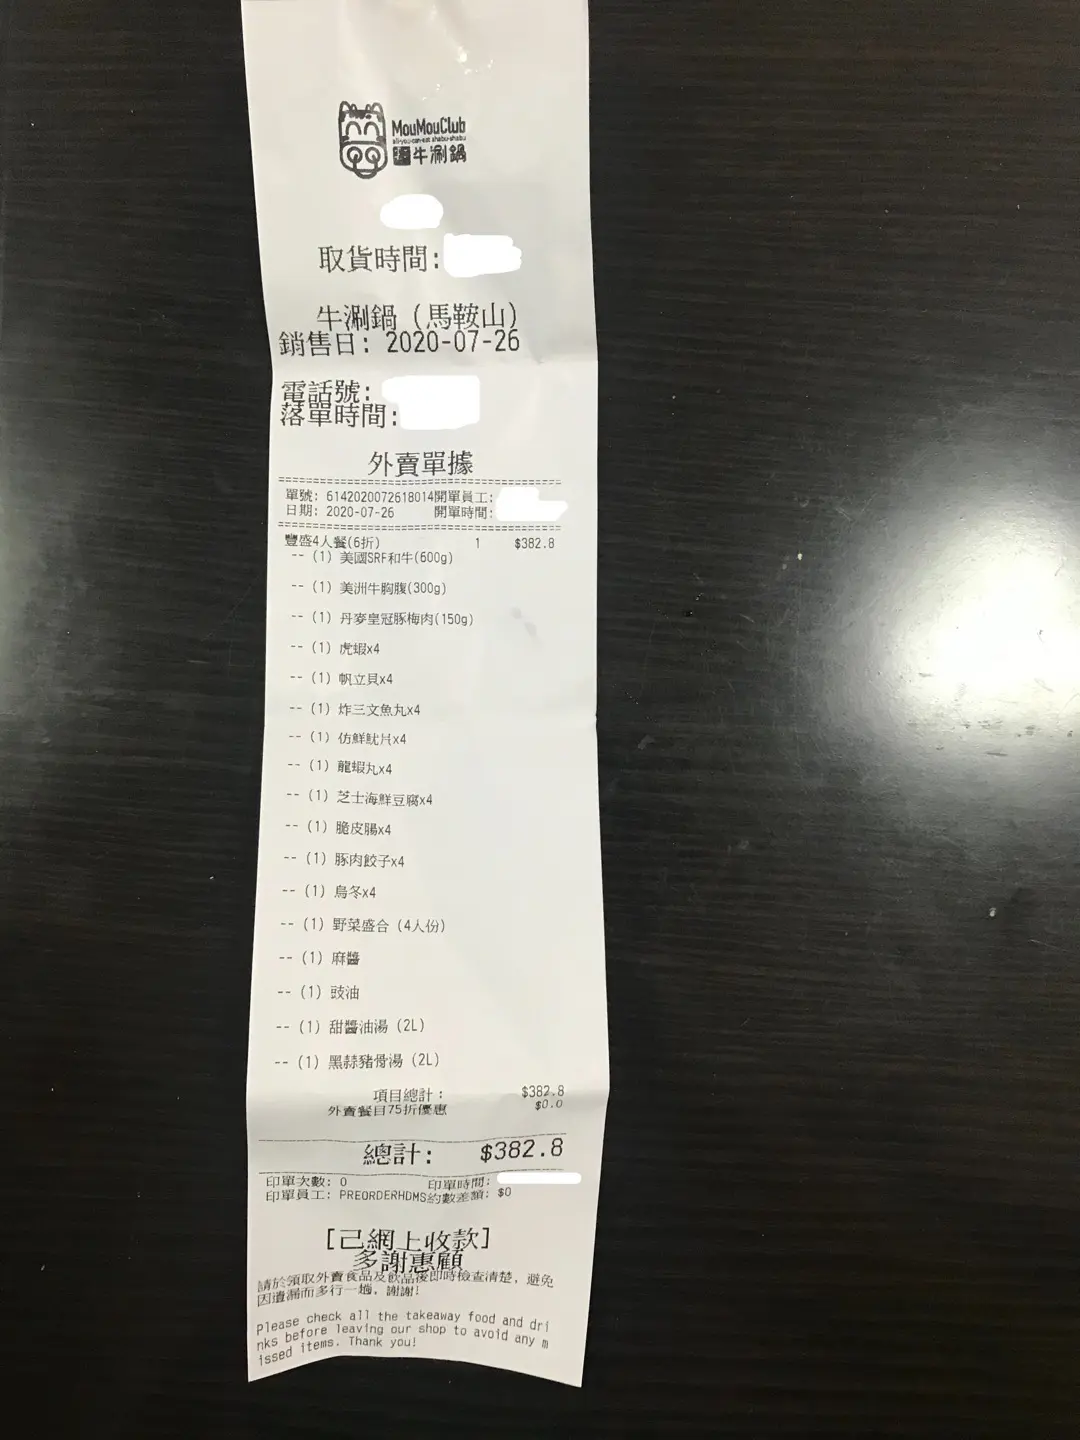 MouMouClub
all-you-can-eat shabu-shabu
牛涮鍋
取貨時間:
牛涮鍋 (馬鞍山)
銷售日: 2020-07-26
電話號:
落單時間:
外賣單據
單號: 6142020072618014開單員工:
日期: 2020-07-26 開單時間:
豐盛4人餐(6折) 1 $382.8
-- (1) 美國SRF和牛(600g)
-- (1) 美洲牛胸腹(300g)
-- (1) 丹麥皇冠豚梅肉(150g)
-- (1) 虎蝦x4
-- (1) 帆立貝x4
-- (1) 炸三文魚丸x4
-- (1) 仿鮮魷片x4
-- (1) 龍蝦丸x4
-- (1) 芝士海鮮豆腐x4
-- (1) 脆皮腸x4
-- (1) 豚肉餃子x4
-- (1) 烏冬x4
-- (1) 野菜盛合 (4人份)
-- (1) 麻醬
-- (1) 豉油
-- (1) 甜醬油湯 (2L)
-- (1) 黑蒜豬骨湯 (2L)
項目總計: $382.8
外賣餐目75折優惠 $0.0
總計: $382.8
印單次數: 0 印單時間:
印單員工: PREORDERHDMS約數差額: $0
[己網上收款]
多謝惠顧
請於領取外賣食品及飲品後即時檢查清楚, 避免
因遺漏而多行一趟, 謝謝!
Please check all the takeaway food and dri
nks before leaving our shop to avoid any m
issed items. Thank you!